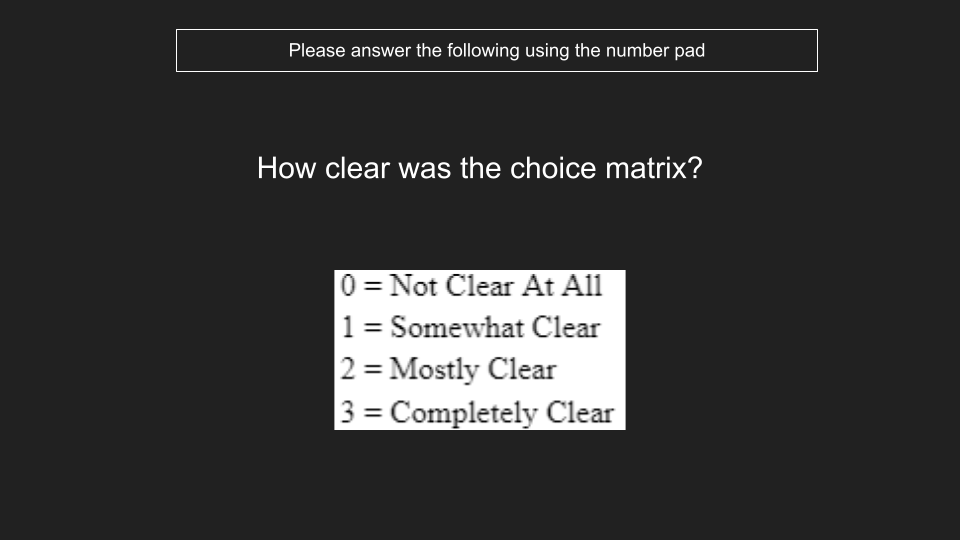 Please answer the following using the number pad
How clear was the choice matrix?
0 = Not Clear At All
1 = Somewhat Clear
2 = Mostly Clear
3 = Completely Clear